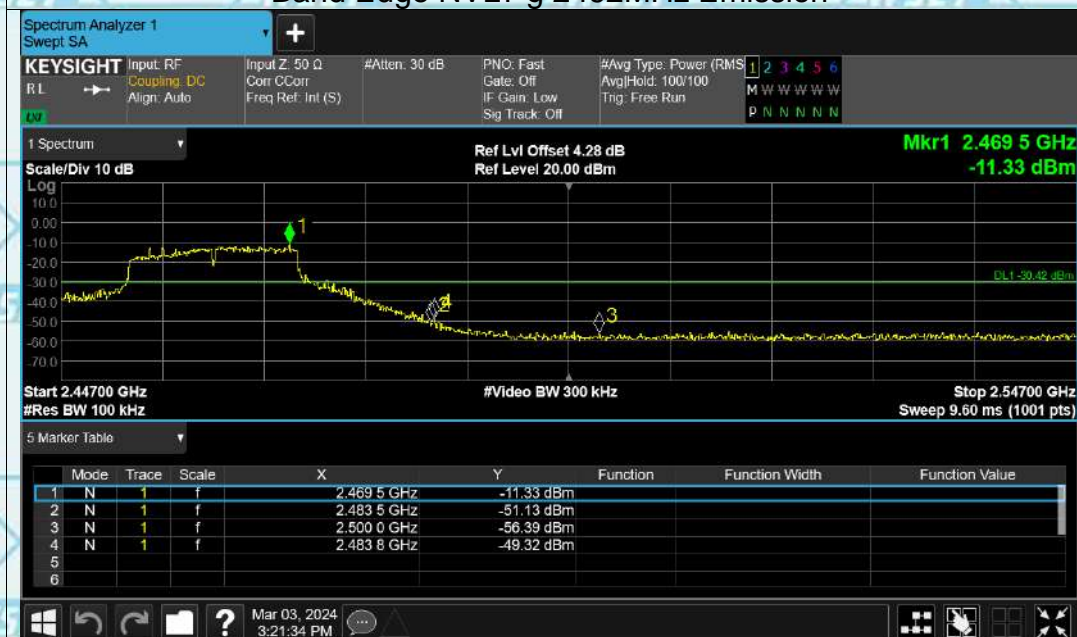 Band Edge NVLT g 2462MHz Emission
Spectrum Analyzer 1
Swept SA
+
KEYSIGHT Input: RF Input Z: 50 Ω #Atten: 30 dB PNO: Fast #Avg Type: Power (RMS 1 2 3 4 5 6
RL Coupling: DC Corr CCorr Gate: Off Avg|Hold: 100/100 M W W W W W
Align: Auto Freq Ref: Int (S) IF Gain: Low Trig: Free Run
Sig Track: Off P N N N N N
1 Spectrum Ref Lvl Offset 4.28 dB Mkr1 2.469 5 GHz
Scale/Div 10 dB Ref Level 20.00 dBm -11.33 dBm
Log
10.0
0.00
1
-10.0
-20.0
DL1 -30.42 dBm
-30.0
-40.0
4
3
-50.0
-60.0
-70.0
Start 2.44700 GHz #Video BW 300 kHz Stop 2.54700 GHz
#Res BW 100 kHz Sweep 9.60 ms (1001 pts)
5 Marker Table
Mode Trace Scale X Y Function Function Width Function Value
1 N 1 f 2.469 5 GHz -11.33 dBm
2 N 1 f 2.483 5 GHz -51.13 dBm
3 N 1 f 2.500 0 GHz -56.39 dBm
4 N 1 f 2.483 8 GHz -49.32 dBm
5
6
? Mar 03, 2024
3:21:34 PM